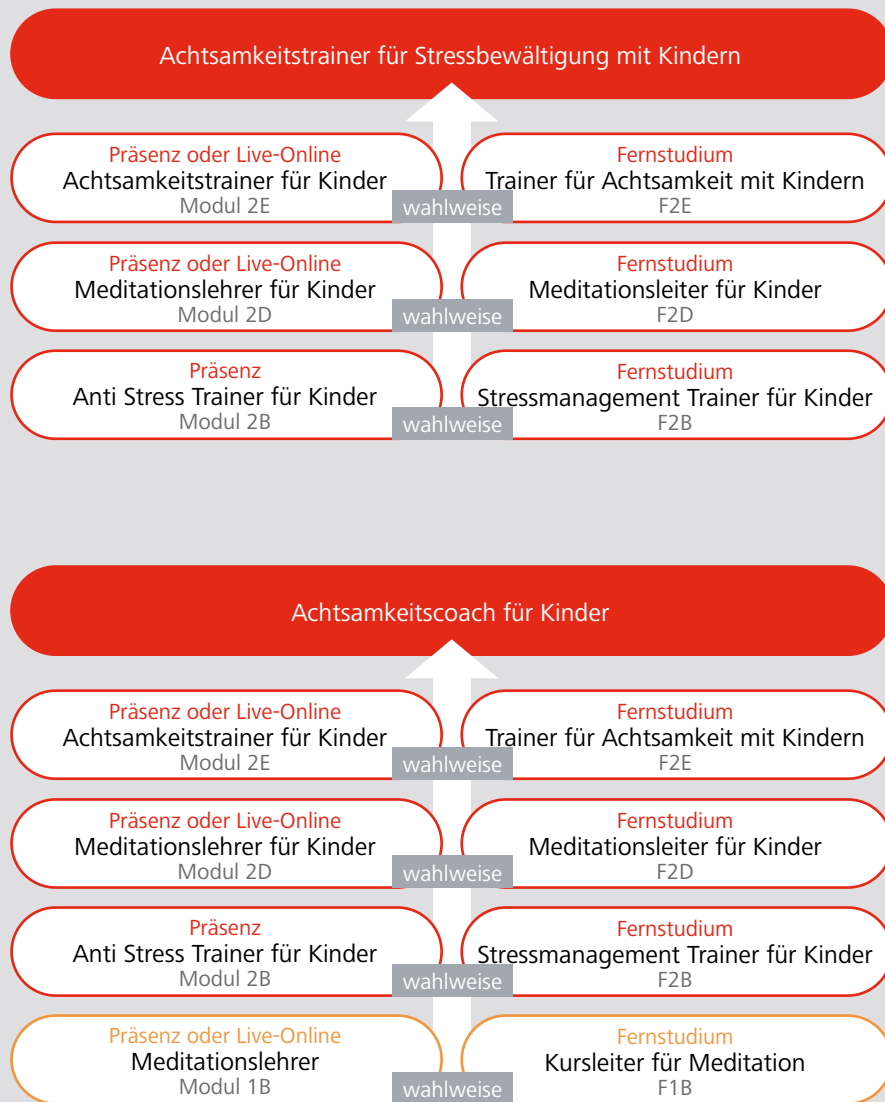 Achtsamkeitstrainer für Stressbewältigung mit Kindern
Präsenz oder Live-Online
Achtsamkeitstrainer für Kinder
Modul 2E
wahlweise
Fernstudium
Trainer für Achtsamkeit mit Kindern
F2E
Präsenz oder Live-Online
Meditationslehrer für Kinder
Modul 2D
wahlweise
Fernstudium
Meditationsleiter für Kinder
F2D
Präsenz
Anti Stress Trainer für Kinder
Modul 2B
wahlweise
Fernstudium
Stressmanagement Trainer für Kinder
F2B
Achtsamkeitscoach für Kinder
Präsenz oder Live-Online
Achtsamkeitstrainer für Kinder
Modul 2E
wahlweise
Fernstudium
Trainer für Achtsamkeit mit Kindern
F2E
Präsenz oder Live-Online
Meditationslehrer für Kinder
Modul 2D
wahlweise
Fernstudium
Meditationsleiter für Kinder
F2D
Präsenz
Anti Stress Trainer für Kinder
Modul 2B
wahlweise
Fernstudium
Stressmanagement Trainer für Kinder
F2B
Präsenz oder Live-Online
Meditationslehrer
Modul 1B
wahlweise
Fernstudium
Kursleiter für Meditation
F1B